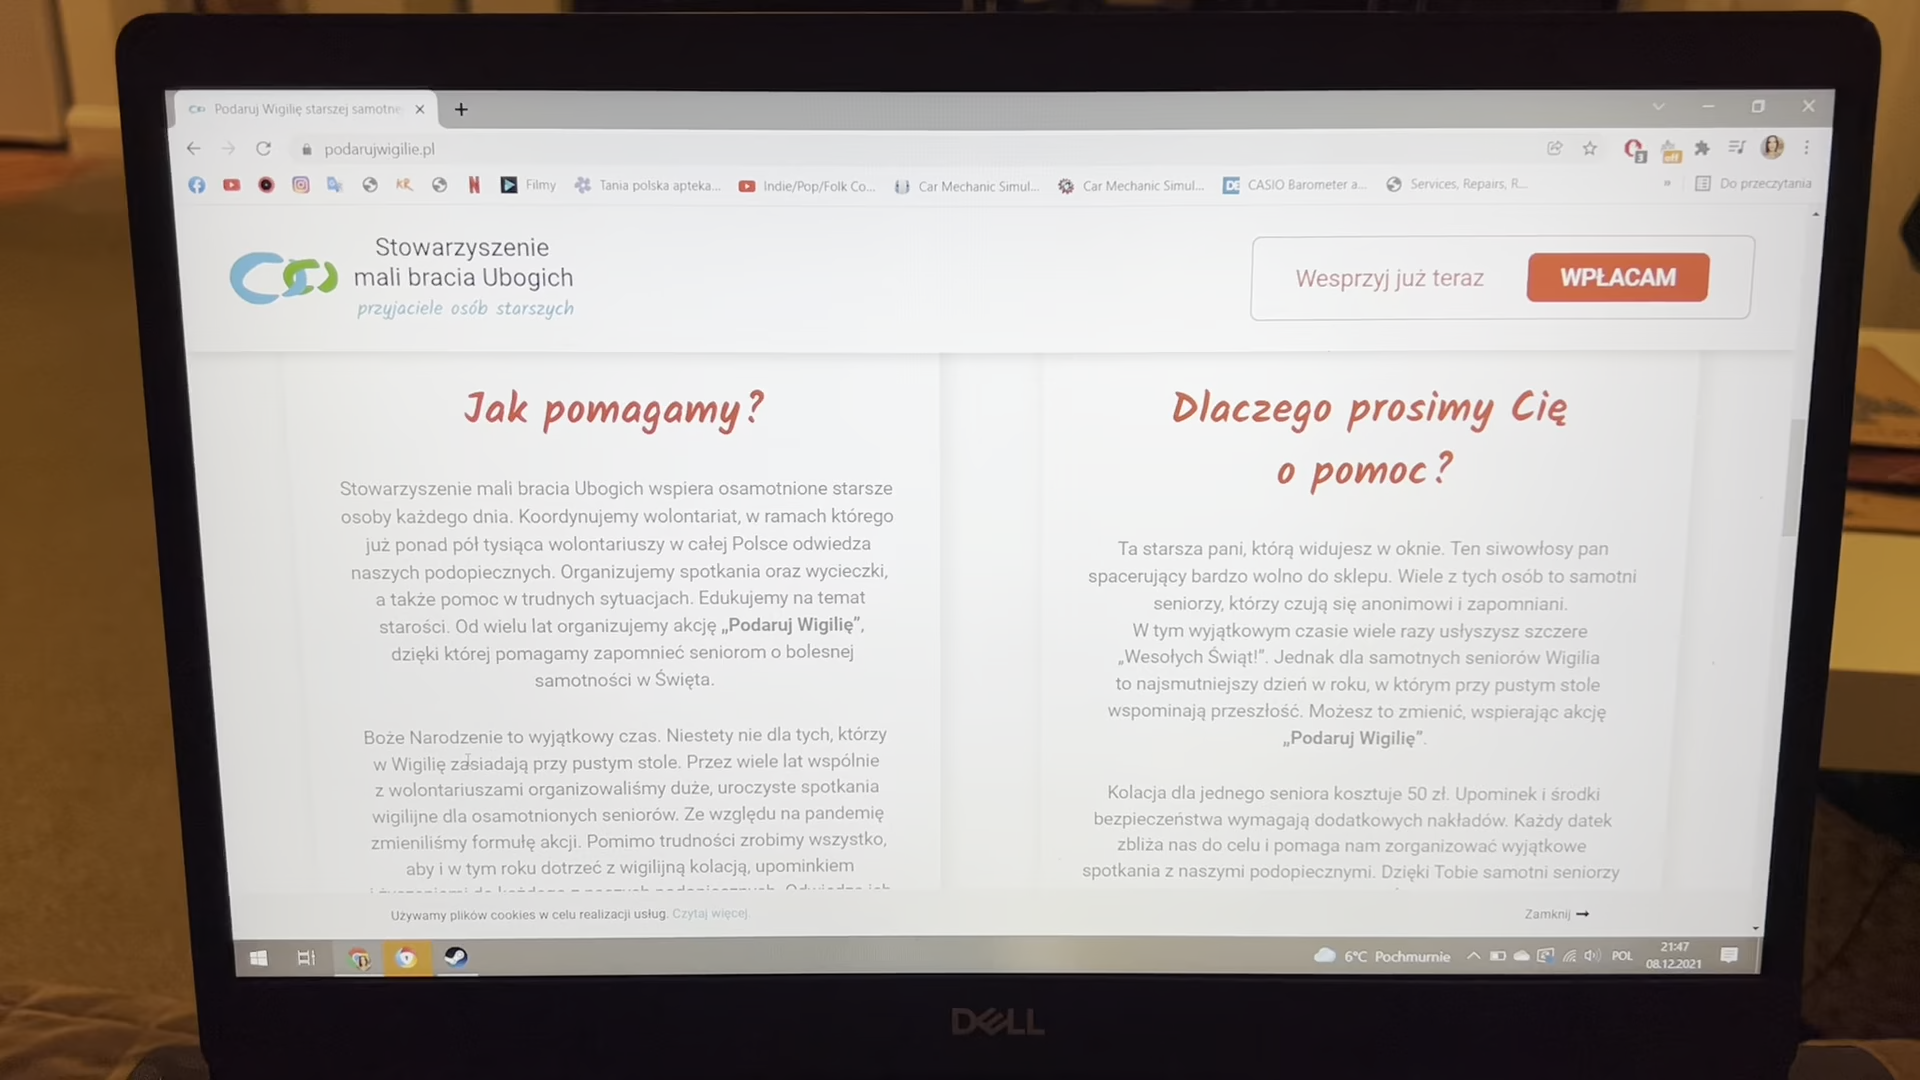 Podaruj Wigilię starszej samotne
podarujwigilie.pl
Filmy
Tania polska apteka...
Indie/Pop/Folk Co...
Car Mechanic Simul...
Car Mechanic Simul...
CASIO Barometer a...
Services, Repairs, R...
Do przeczytania
Stowarzyszenie
mali bracia Ubogich
przyjaciele osób starszych
Wesprzyj już teraz
WPŁACAM
Jak pomagamy?
Stowarzyszenie mali bracia Ubogich wspiera osamotnione starsze
osoby każdego dnia. Koordynujemy wolontariat, w ramach którego
już ponad pół tysiąca wolontariuszy w całej Polsce odwiedza
naszych podopiecznych. Organizujemy spotkania oraz wycieczki,
a także pomoc w trudnych sytuacjach. Edukujemy na temat
starości. Od wielu lat organizujemy akcję „Podaruj Wigilię”,
dzięki której pomagamy zapomnieć seniorom o bolesnej
samotności w Święta.
Boże Narodzenie to wyjątkowy czas. Niestety nie dla tych, którzy
w Wigilię zasiadają przy pustym stole. Przez wiele lat wspólnie
z wolontariuszami organizowaliśmy duże, uroczyste spotkania
wigilijne dla osamotnionych seniorów. Ze względu na pandemię
zmieniliśmy formułę akcji. Pomimo trudności zrobimy wszystko,
aby i w tym roku dotrzeć z wigilijną kolacją, upominkiem
Dlaczego prosimy Cię
o pomoc?
Ta starsza pani, którą widujesz w oknie. Ten siwowłosy pan
spacerujący bardzo wolno do sklepu. Wiele z tych osób to samotni
seniorzy, którzy czują się anonimowi i zapomniani.
W tym wyjątkowym czasie wiele razy usłyszysz szczere
„Wesołych Świąt!”. Jednak dla samotnych seniorów Wigilia
to najsmutniejszy dzień w roku, w którym przy pustym stole
wspominają przeszłość. Możesz to zmienić, wspierając akcję
„Podaruj Wigilię”.
Kolacja dla jednego seniora kosztuje 50 zł. Upominek i środki
bezpieczeństwa wymagają dodatkowych nakładów. Każdy datek
zbliża nas do celu i pomaga nam zorganizować wyjątkowe
spotkania z naszymi podopiecznymi. Dzięki Tobie samotni seniorzy
Używamy plików cookies w celu realizacji usług. Czytaj więcej.
Zamknij
6°C Pochmurnie
POL
21:47
08.12.2021
DELL